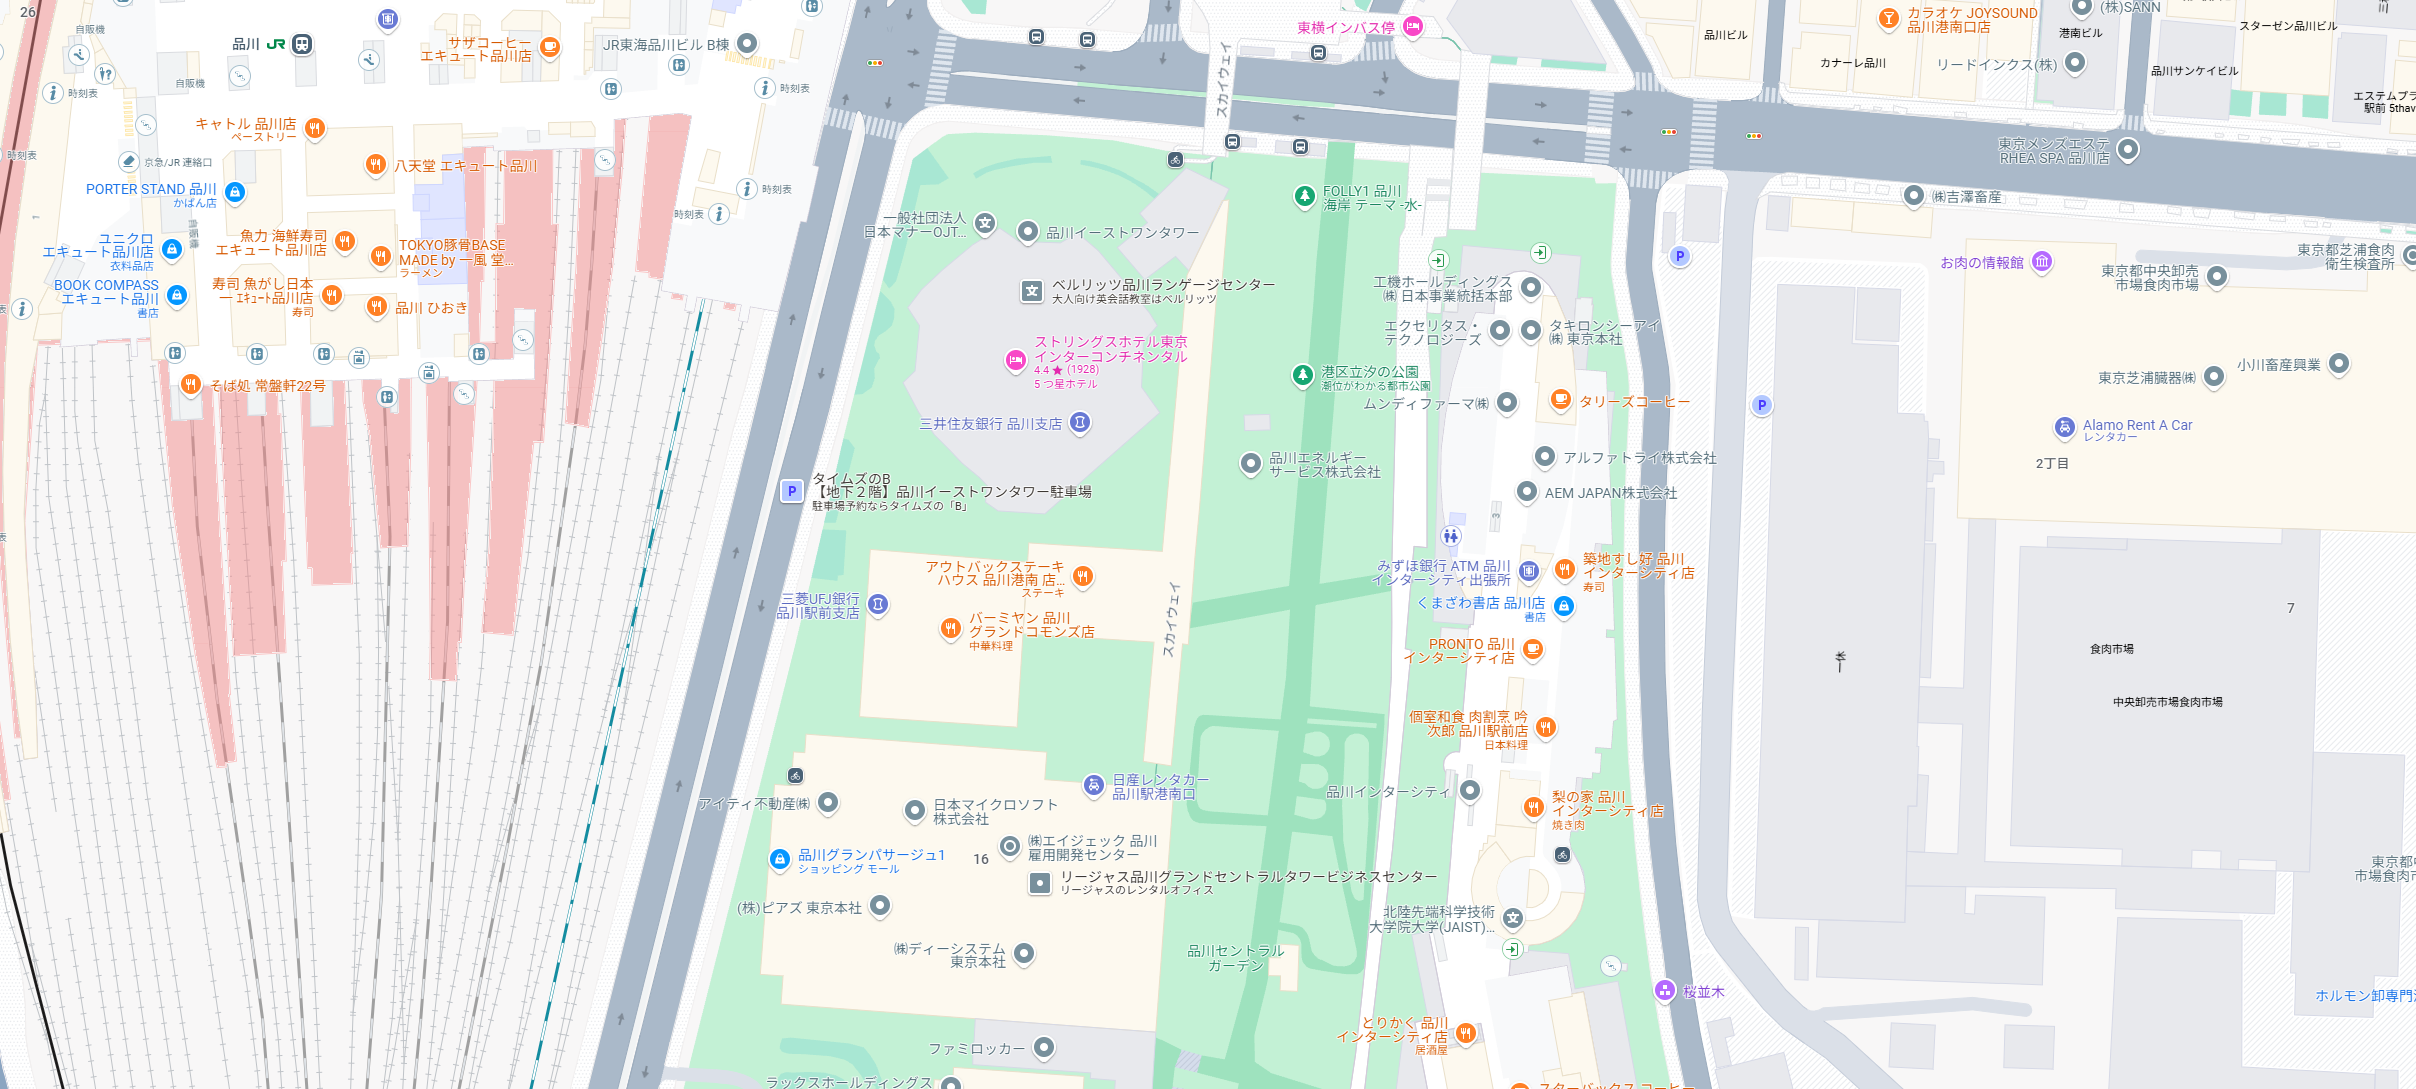 26
自販機
品川 JR
サザコーヒー
エキュート品川店
JR東海品川ビル B棟
東横インバス停
スカイウェイ
品川ビル
カラオケ JOYSOUND
品川港南口店
カナーレ品川
(株)SANN
港南ビル
リードインクス(株)
スターゼン品川ビル
品川サンケイビル
エステムプラ
駅前 5thav
時刻表
自販機
時刻表
キャトル 品川店
ペーストリー
時刻表
京急/JR 連絡口
八天堂 エキュート品川
PORTER STAND 品川
かばん店
時刻表
時刻表
自販機
1
ユニクロ
エキュート品川店
衣料品店
魚力 海鮮寿司
エキュート品川店
TOKYO豚骨BASE
MADE by 一風 堂...
ラーメン
BOOK COMPASS
エキュート品川
書店
寿司 魚がし日本
一 ｴｷｭｰﾄ品川店
寿司
品川 ひおき
そば処 常盤軒22号
一般社団法人
日本マナーOJT...
品川イーストワンタワー
ベルリッツ品川ランゲージセンター
大人向け英会話教室はベルリッツ
ストリングスホテル東京
インターコンチネンタル
4.4 ★ (1928)
5 つ星ホテル
三井住友銀行 品川支店
タイムズのB
【地下２階】品川イーストワンタワー駐車場
駐車場予約ならタイムズの「B」
FOLLY1 品川
海岸 テーマ -水-
港区立汐の公園
潮位がわかる都市公園
品川エネルギー
サービス株式会社
工機ホールディングス
㈱ 日本事業統括本部
エクセリタス・
テクノロジーズ
タキロンシーアイ
㈱ 東京本社
ムンディファーマ㈱
タリーズコーヒー
アルファトライ株式会社
AEM JAPAN株式会社
3
東京メンズエステ
RHEA SPA 品川店
㈱吉澤畜産
お肉の情報館
東京都中央卸売
市場食肉市場
東京都芝浦食肉
衛生検査所
東京芝浦臓器㈱
小川畜産興業
Alamo Rent A Car
レンタカー
2丁目
アウトバックステーキ
ハウス 品川港南 店...
ステーキ
三菱UFJ銀行
品川駅前支店
バーミヤン 品川
グランドコモンズ店
中華料理
スカイウェイ
みずほ銀行 ATM 品川
インターシティ出張所
築地すし好 品川
インターシティ店
寿司
くまざわ書店 品川店
書店
PRONTO 品川
インターシティ店
個室和食 肉割烹 吟
次郎 品川駅前店
日本料理
7
食肉市場
中央卸売市場食肉市場
アイティ不動産㈱
日本マイクロソフト
株式会社
日産レンタカー
品川駅港南口
品川インターシティ
梨の家 品川
インターシティ店
焼き肉
品川グランパサージュ1
ショッピング モール
16
㈱エイジェック 品川
雇用開発センター
リージャス品川グランドセントラルタワービジネスセンター
リージャスのレンタルオフィス
(株)ピアズ 東京本社
㈱ディーシステム
東京本社
品川セントラル
ガーデン
北陸先端科学技術
大学院大学(JAIST)...
東京都中
市場食肉市
桜並木
ホルモン卸専門
とりかく 品川
インターシティ店
居酒屋
ファミロッカー
ラックスホールディングス
スターバックス コーヒー